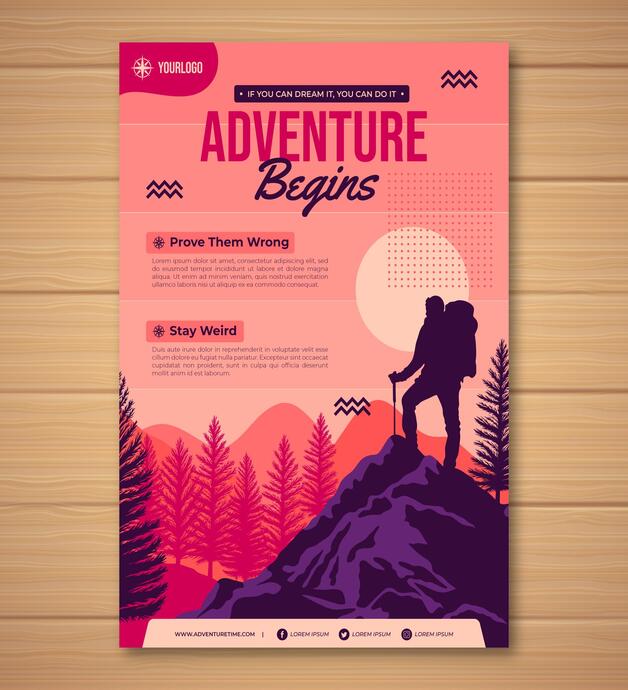 YOURLOGO
• IF YOU CAN DREAM IT, YOU CAN DO IT •
ADVENTURE
Begins
Prove Them Wrong
Lorem ipsum dolor sit amet, consectetur adipiscing elit, sed
do eiusmod tempor incididunt ut labore et dolore magna
aliqua. Ut enim ad minim veniam, quis nostrud exercitation
ullamco laboris nisi ut aliquip ex ea commodo consequat.
Stay Weird
Duis aute irure dolor in reprehenderit in voluptate velit esse
cillum dolore eu fugiat nulla pariatur. Excepteur sint occaecat
cupidatat non proident, sunt in culpa qui officia deserunt
mollit anim id est laborum.
WWW.ADVENTURETIME.COM | LOREM IPSUM LOREM IPSUM LOREM IPSUM